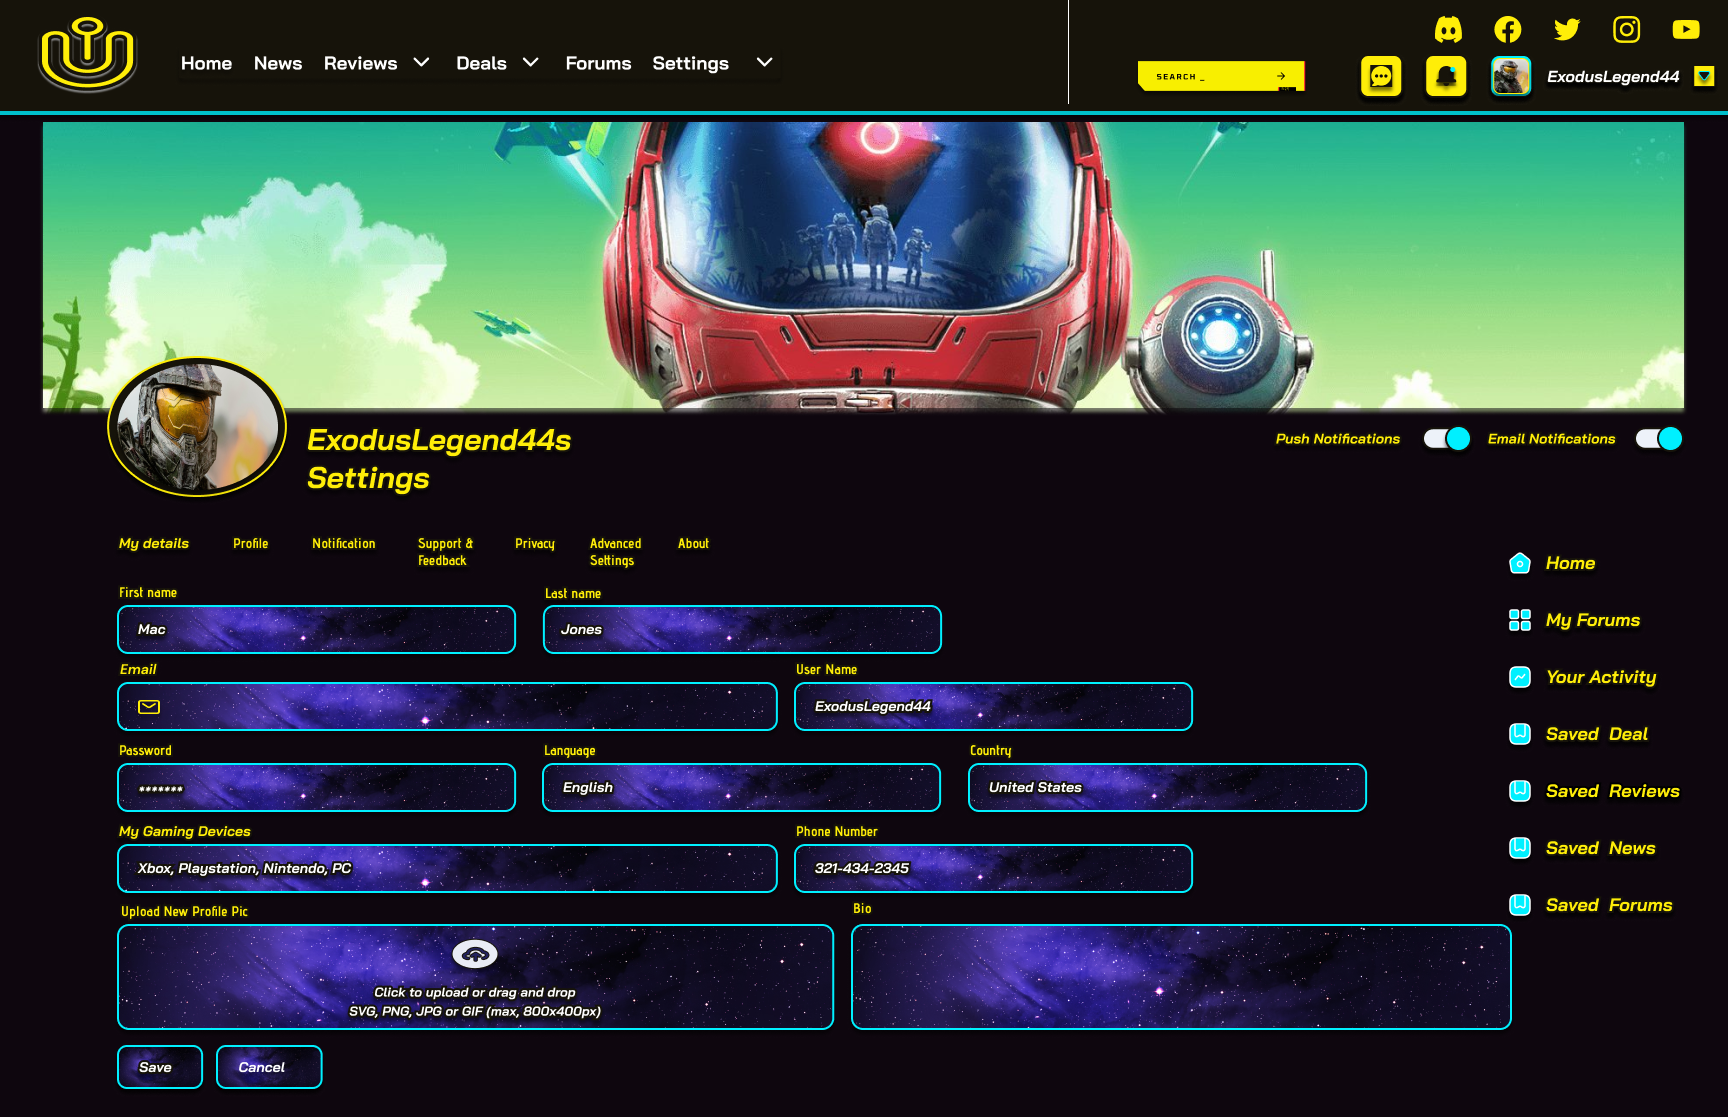 Home News Reviews Deals Forums Settings
SEARCH _
ExodusLegend44
ExodusLegend44s
Settings
Push Notifications Email Notifications
My details Profile Notification Support & Feedback Privacy Advanced Settings About
First name Last name
Mac Jones
Email User Name
ExodusLegend44
Password Language Country
******* English United States
My Gaming Devices Phone Number
Xbox, Playstation, Nintendo, PC 321-434-2345
Upload New Profile Pic Bio
Click to upload or drag and drop
SVG, PNG, JPG or GIF (max, 800x400px)
Save Cancel
Home
My Forums
Your Activity
Saved Deal
Saved Reviews
Saved News
Saved Forums